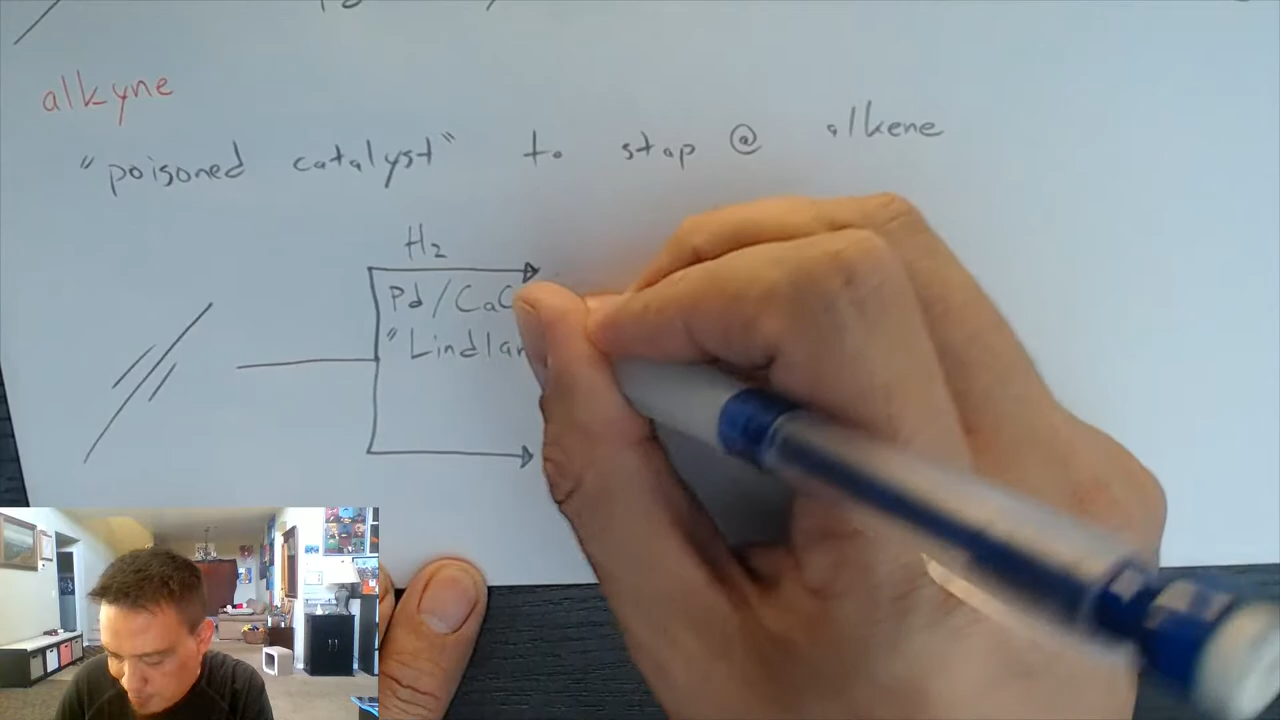 alkyne
"poisoned catalyst" to stop @ alkene
H₂
Pd/CaC
"Lindlar